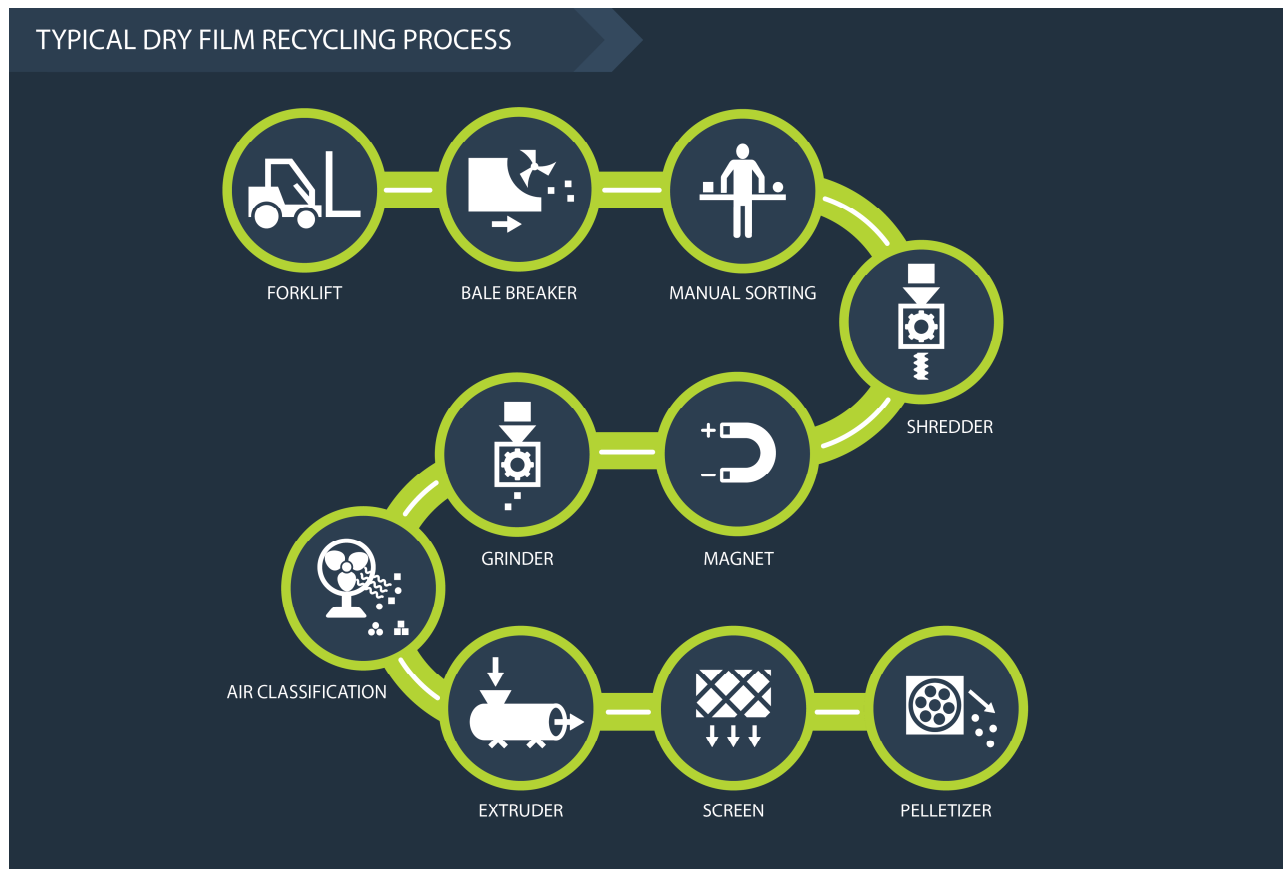 TYPICAL DRY FILM RECYCLING PROCESS
FORKLIFT
BALE BREAKER
MANUAL SORTING
SHREDDER
MAGNET
GRINDER
AIR CLASSIFICATION
EXTRUDER
SCREEN
PELLETIZER